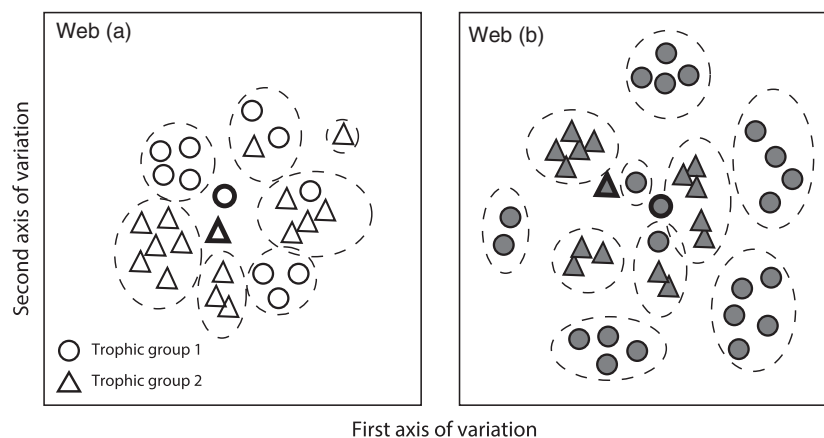 Web (a)
Web (b)
Second axis of variation
Trophic group 1
Trophic group 2
First axis of variation